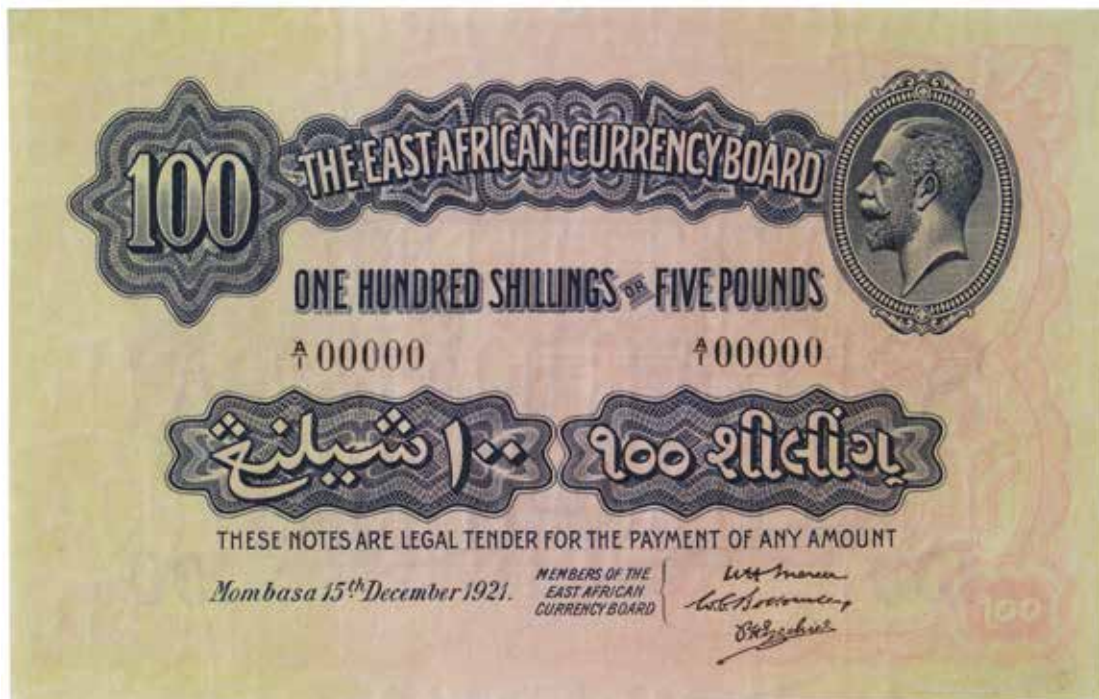 100
THE EAST AFRICAN CURRENCY BOARD
ONE HUNDRED SHILLINGS OR FIVE POUNDS
A/1 00000 A/1 00000
١٠٠ شيلنڠ
૧૦૦ શીલીંગ્
THESE NOTES ARE LEGAL TENDER FOR THE PAYMENT OF ANY AMOUNT
Mombasa 15th December 1921.
MEMBERS OF THE
EAST AFRICAN
CURRENCY BOARD
૧૦૦